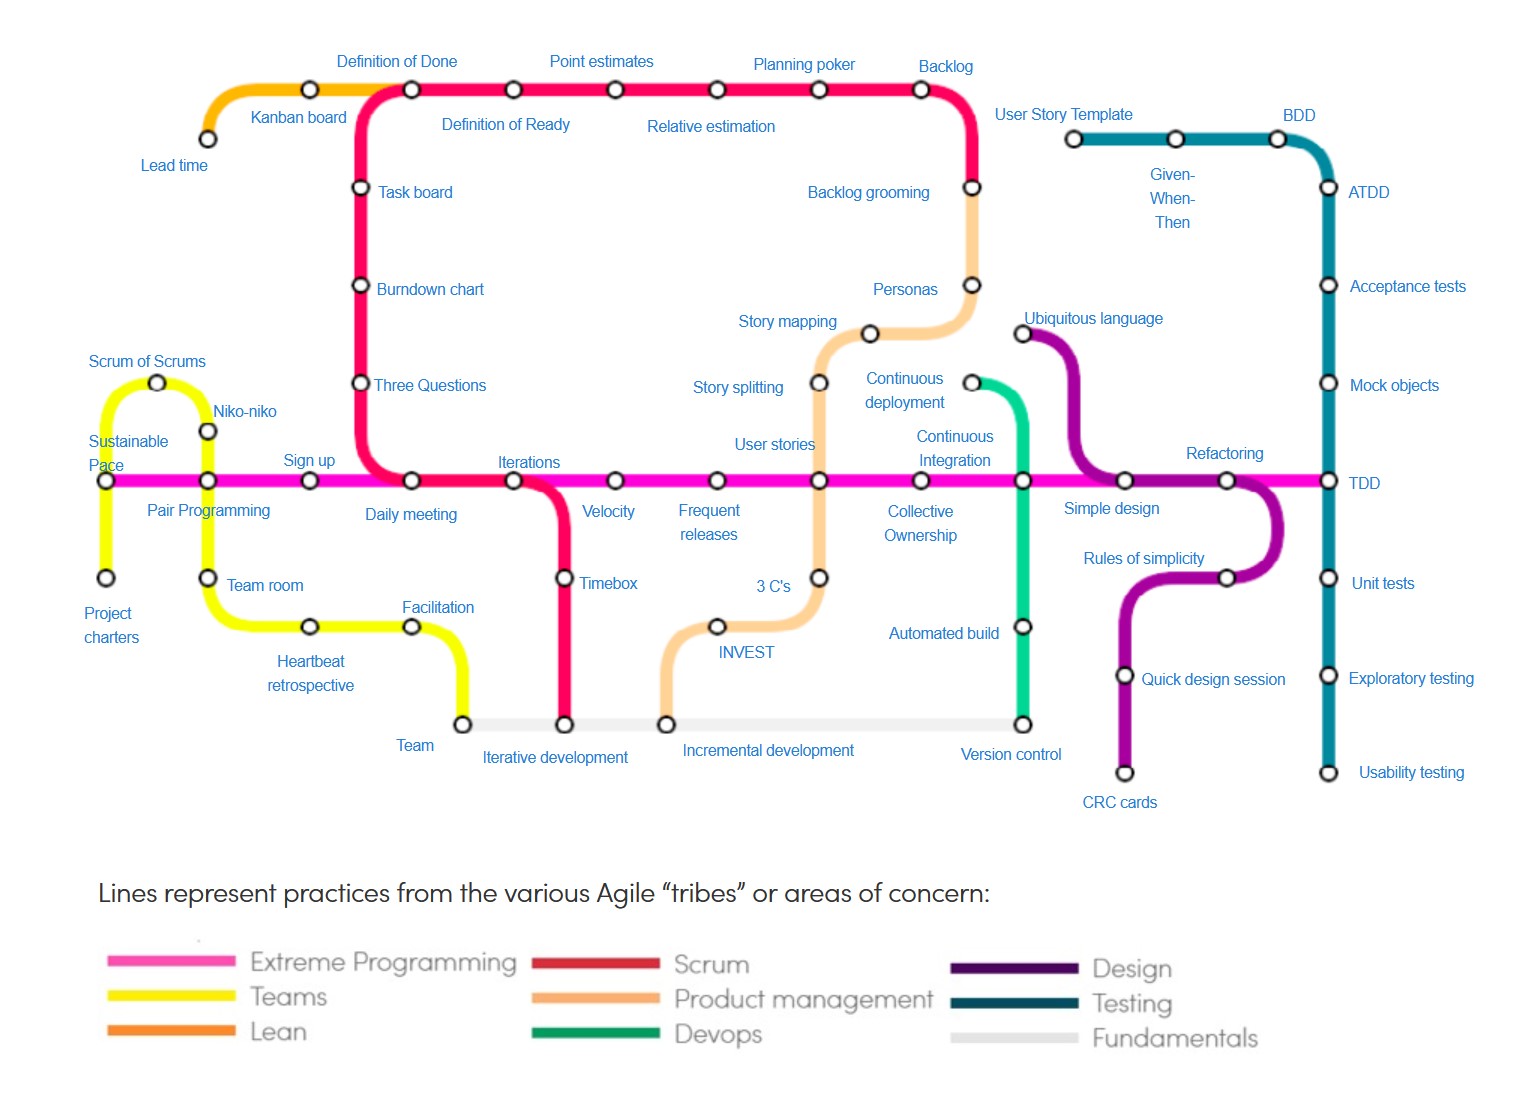 Definition of Done
Point estimates
Planning poker
Backlog
Kanban board
Definition of Ready
Relative estimation
User Story Template
BDD
Lead time
Task board
Backlog grooming
Given-
When-
Then
ATDD
Burndown chart
Personas
Acceptance tests
Story mapping
Ubiquitous language
Scrum of Scrums
Three Questions
Story splitting
Continuous
deployment
Mock objects
Niko-niko
Sustainable
Pace
Sign up
Iterations
User stories
Continuous
Integration
Refactoring
TDD
Pair Programming
Daily meeting
Velocity
Frequent
releases
Collective
Ownership
Simple design
Rules of simplicity
Project
charters
Team room
Facilitation
Timebox
3 C's
Unit tests
Heartbeat
retrospective
INVEST
Automated build
Quick design session
Exploratory testing
Team
Iterative development
Incremental development
Version control
CRC cards
Usability testing
Lines represent practices from the various Agile “tribes” or areas of concern:
Extreme Programming
Teams
Lean
Scrum
Product management
Devops
Design
Testing
Fundamentals